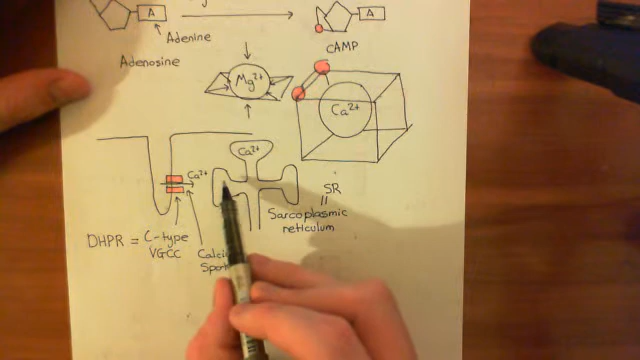 A
A
Adenine
Adenosine
CAMP
Mg²⁺
Ca²⁺
Ca²⁺
Ca²⁺
SR
=
Sarcoplasmic
reticulum
DHPR = C-type
VGCC